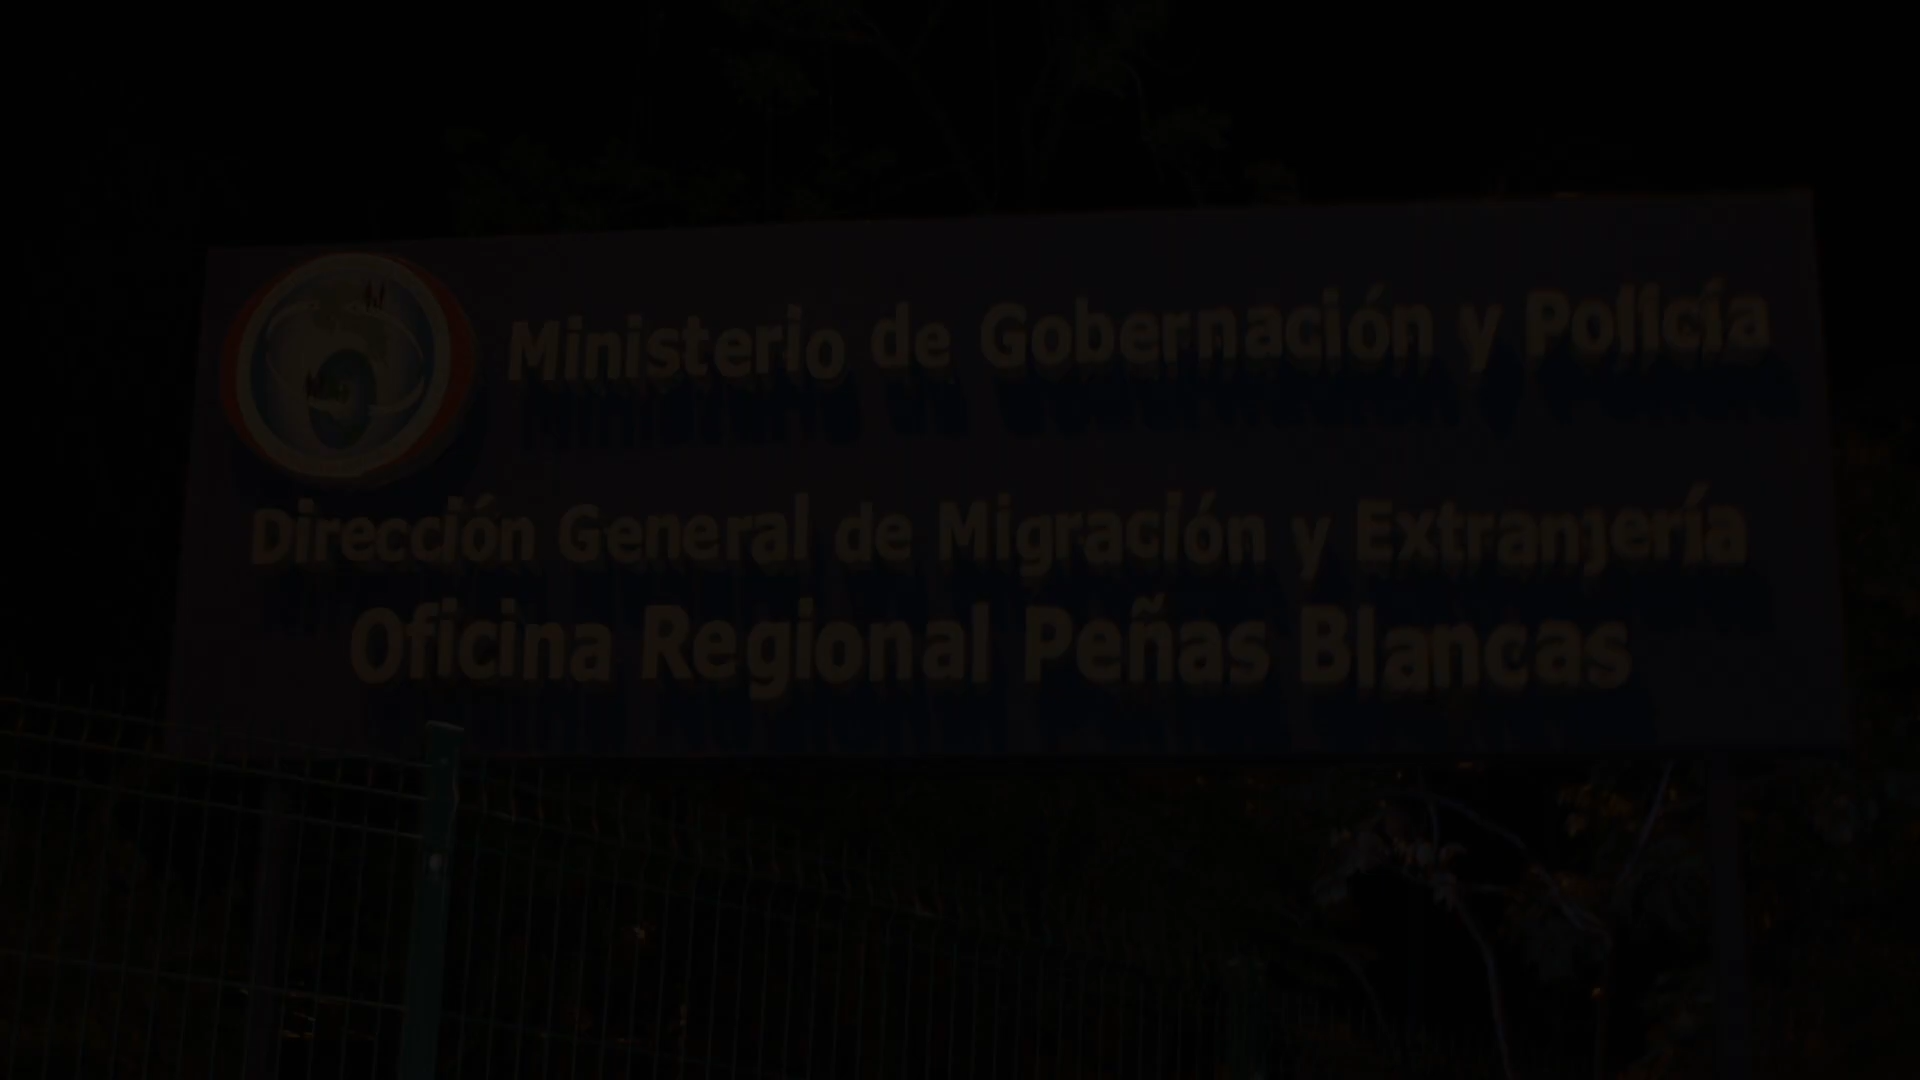 Ministerio de Gobernación y Policía
Dirección General de Migración y Extranjería
Oficina Regional Peñas Blancas